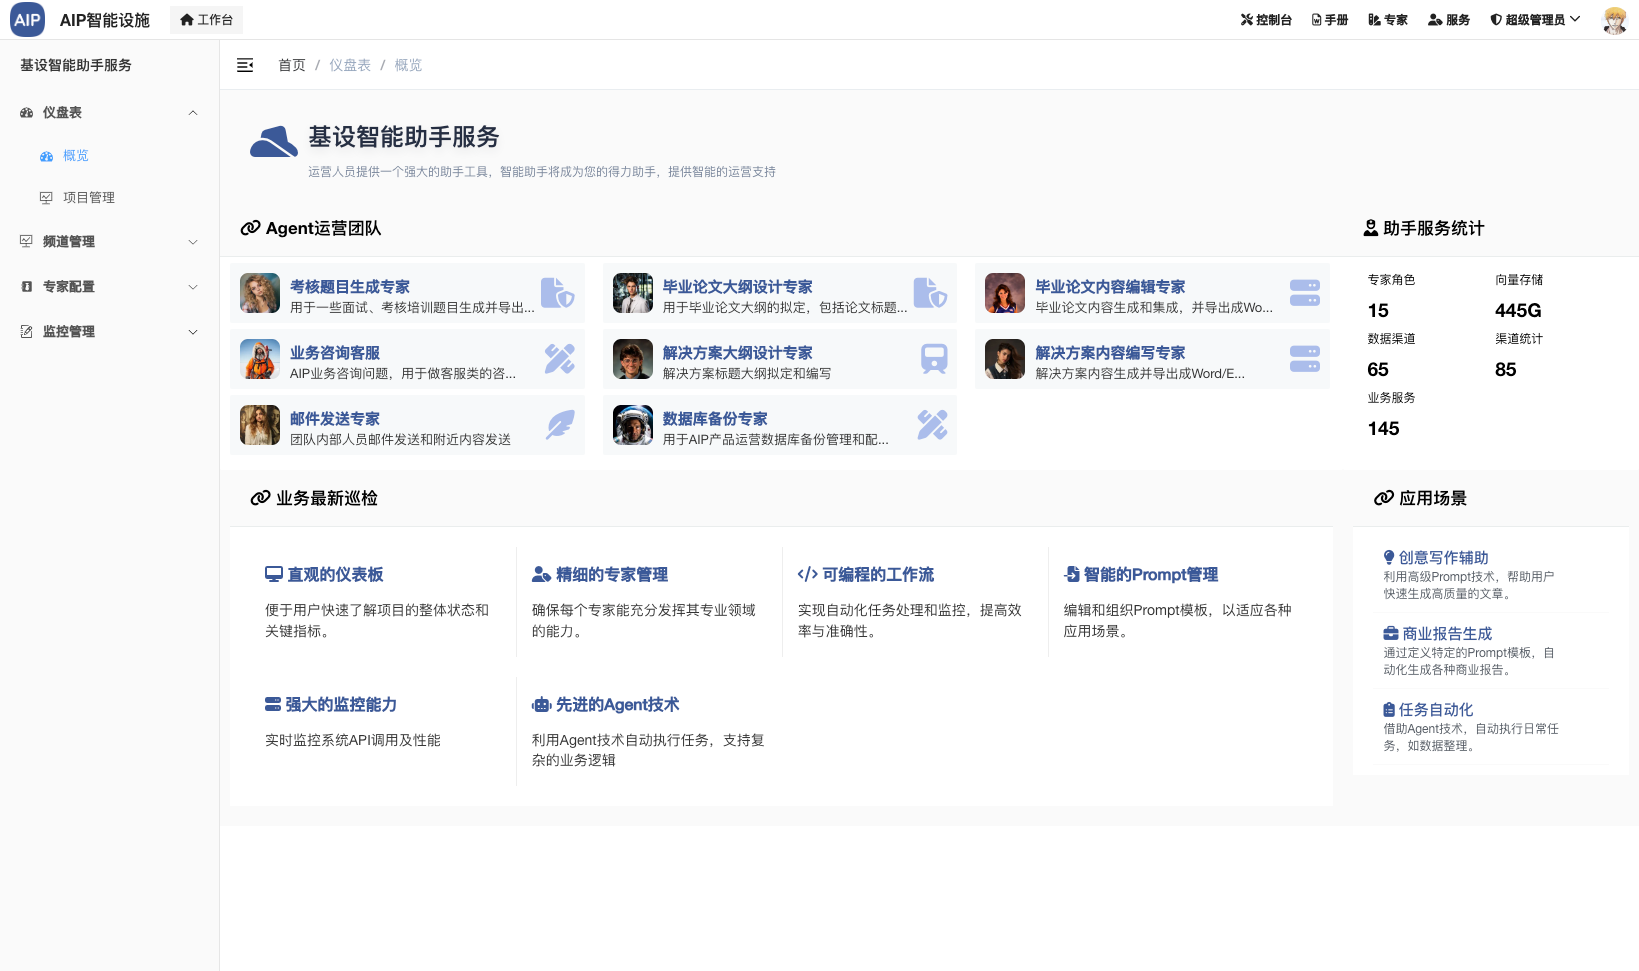 AIP AIP智能设施 工作台 控制台 手册 专家 服务 超级管理员
基设智能助手服务
仪盘表
概览
项目管理
频道管理
专家配置
监控管理
首页 / 仪盘表 / 概览
基设智能助手服务
运营人员提供一个强大的助手工具，智能助手将成为您的得力助手，提供智能的运营支持
Agent运营团队
考核题目生成专家
用于一些面试、考核培训题目生成并导出...
毕业论文大纲设计专家
用于毕业论文大纲的拟定，包括论文标题...
毕业论文内容编辑专家
毕业论文内容生成和集成，并导出成Wo...
业务咨询客服
AIP业务咨询问题，用于做客服类的咨...
解决方案大纲设计专家
解决方案标题大纲拟定和编写
解决方案内容编写专家
解决方案内容生成并导出成Word/E...
邮件发送专家
团队内部人员邮件发送和附近内容发送
数据库备份专家
用于AIP产品运营数据库备份管理和配...
助手服务统计
专家角色 向量存储
15 445G
数据渠道 渠道统计
65 85
业务服务
145
业务最新巡检
直观的仪表板
便于用户快速了解项目的整体状态和
关键指标。
精细的专家管理
确保每个专家能充分发挥其专业领域
的能力。
可编程的工作流
实现自动化任务处理和监控，提高效
率与准确性。
智能的Prompt管理
编辑和组织Prompt模板，以适应各种
应用场景。
强大的监控能力
实时监控系统API调用及性能
先进的Agent技术
利用Agent技术自动执行任务，支持复
杂的业务逻辑
应用场景
创意写作辅助
利用高级Prompt技术，帮助用户
快速生成高质量的文章。
商业报告生成
通过定义特定的Prompt模板，自
动化生成各种商业报告。
任务自动化
借助Agent技术，自动执行日常任
务，如数据整理。